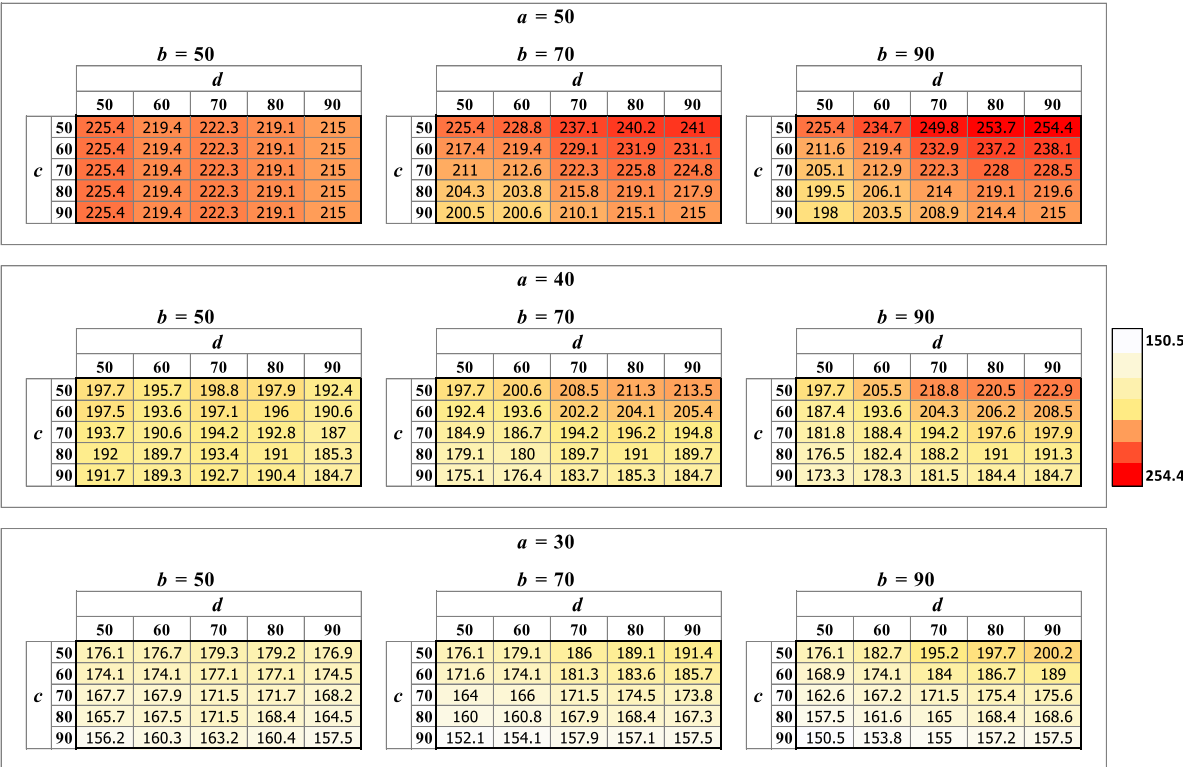 a = 50
b = 50 b = 70 b = 90
d d d
50 60 70 80 90 50 60 70 80 90 50 60 70 80 90
50 225.4 219.4 222.3 219.1 215 50 225.4 228.8 237.1 240.2 241 50 225.4 234.7 249.8 253.7 254.4
60 225.4 219.4 222.3 219.1 215 60 217.4 219.4 229.1 231.9 231.1 60 211.6 219.4 232.9 237.2 238.1
c 70 225.4 219.4 222.3 219.1 215 c 70 211 212.6 222.3 225.8 224.8 c 70 205.1 212.9 222.3 228 228.5
80 225.4 219.4 222.3 219.1 215 80 204.3 203.8 215.8 219.1 217.9 80 199.5 206.1 214 219.1 219.6
90 225.4 219.4 222.3 219.1 215 90 200.5 200.6 210.1 215.1 215 90 198 203.5 208.9 214.4 215
a = 40
b = 50 b = 70 b = 90
d d d
50 60 70 80 90 50 60 70 80 90 50 60 70 80 90
150.5
50 197.7 195.7 198.8 197.9 192.4 50 197.7 200.6 208.5 211.3 213.5 50 197.7 205.5 218.8 220.5 222.9
60 197.5 193.6 197.1 196 190.6 60 192.4 193.6 202.2 204.1 205.4 60 187.4 193.6 204.3 206.2 208.5
c 70 193.7 190.6 194.2 192.8 187 c 70 184.9 186.7 194.2 196.2 194.8 c 70 181.8 188.4 194.2 197.6 197.9
80 192 189.7 193.4 191 185.3 80 179.1 180 189.7 191 189.7 80 176.5 182.4 188.2 191 191.3
90 191.7 189.3 192.7 190.4 184.7 90 175.1 176.4 183.7 185.3 184.7 90 173.3 178.3 181.5 184.4 184.7
254.4
a = 30
b = 50 b = 70 b = 90
d d d
50 60 70 80 90 50 60 70 80 90 50 60 70 80 90
50 176.1 176.7 179.3 179.2 176.9 50 176.1 179.1 186 189.1 191.4 50 176.1 182.7 195.2 197.7 200.2
60 174.1 174.1 177.1 177.1 174.5 60 171.6 174.1 181.3 183.6 185.7 60 168.9 174.1 184 186.7 189
c 70 167.7 167.9 171.5 171.7 168.2 c 70 164 166 171.5 174.5 173.8 c 70 162.6 167.2 171.5 175.4 175.6
80 165.7 167.5 171.5 168.4 164.5 80 160 160.8 167.9 168.4 167.3 80 157.5 161.6 165 168.4 168.6
90 156.2 160.3 163.2 160.4 157.5 90 152.1 154.1 157.9 157.1 157.5 90 150.5 153.8 155 157.2 157.5